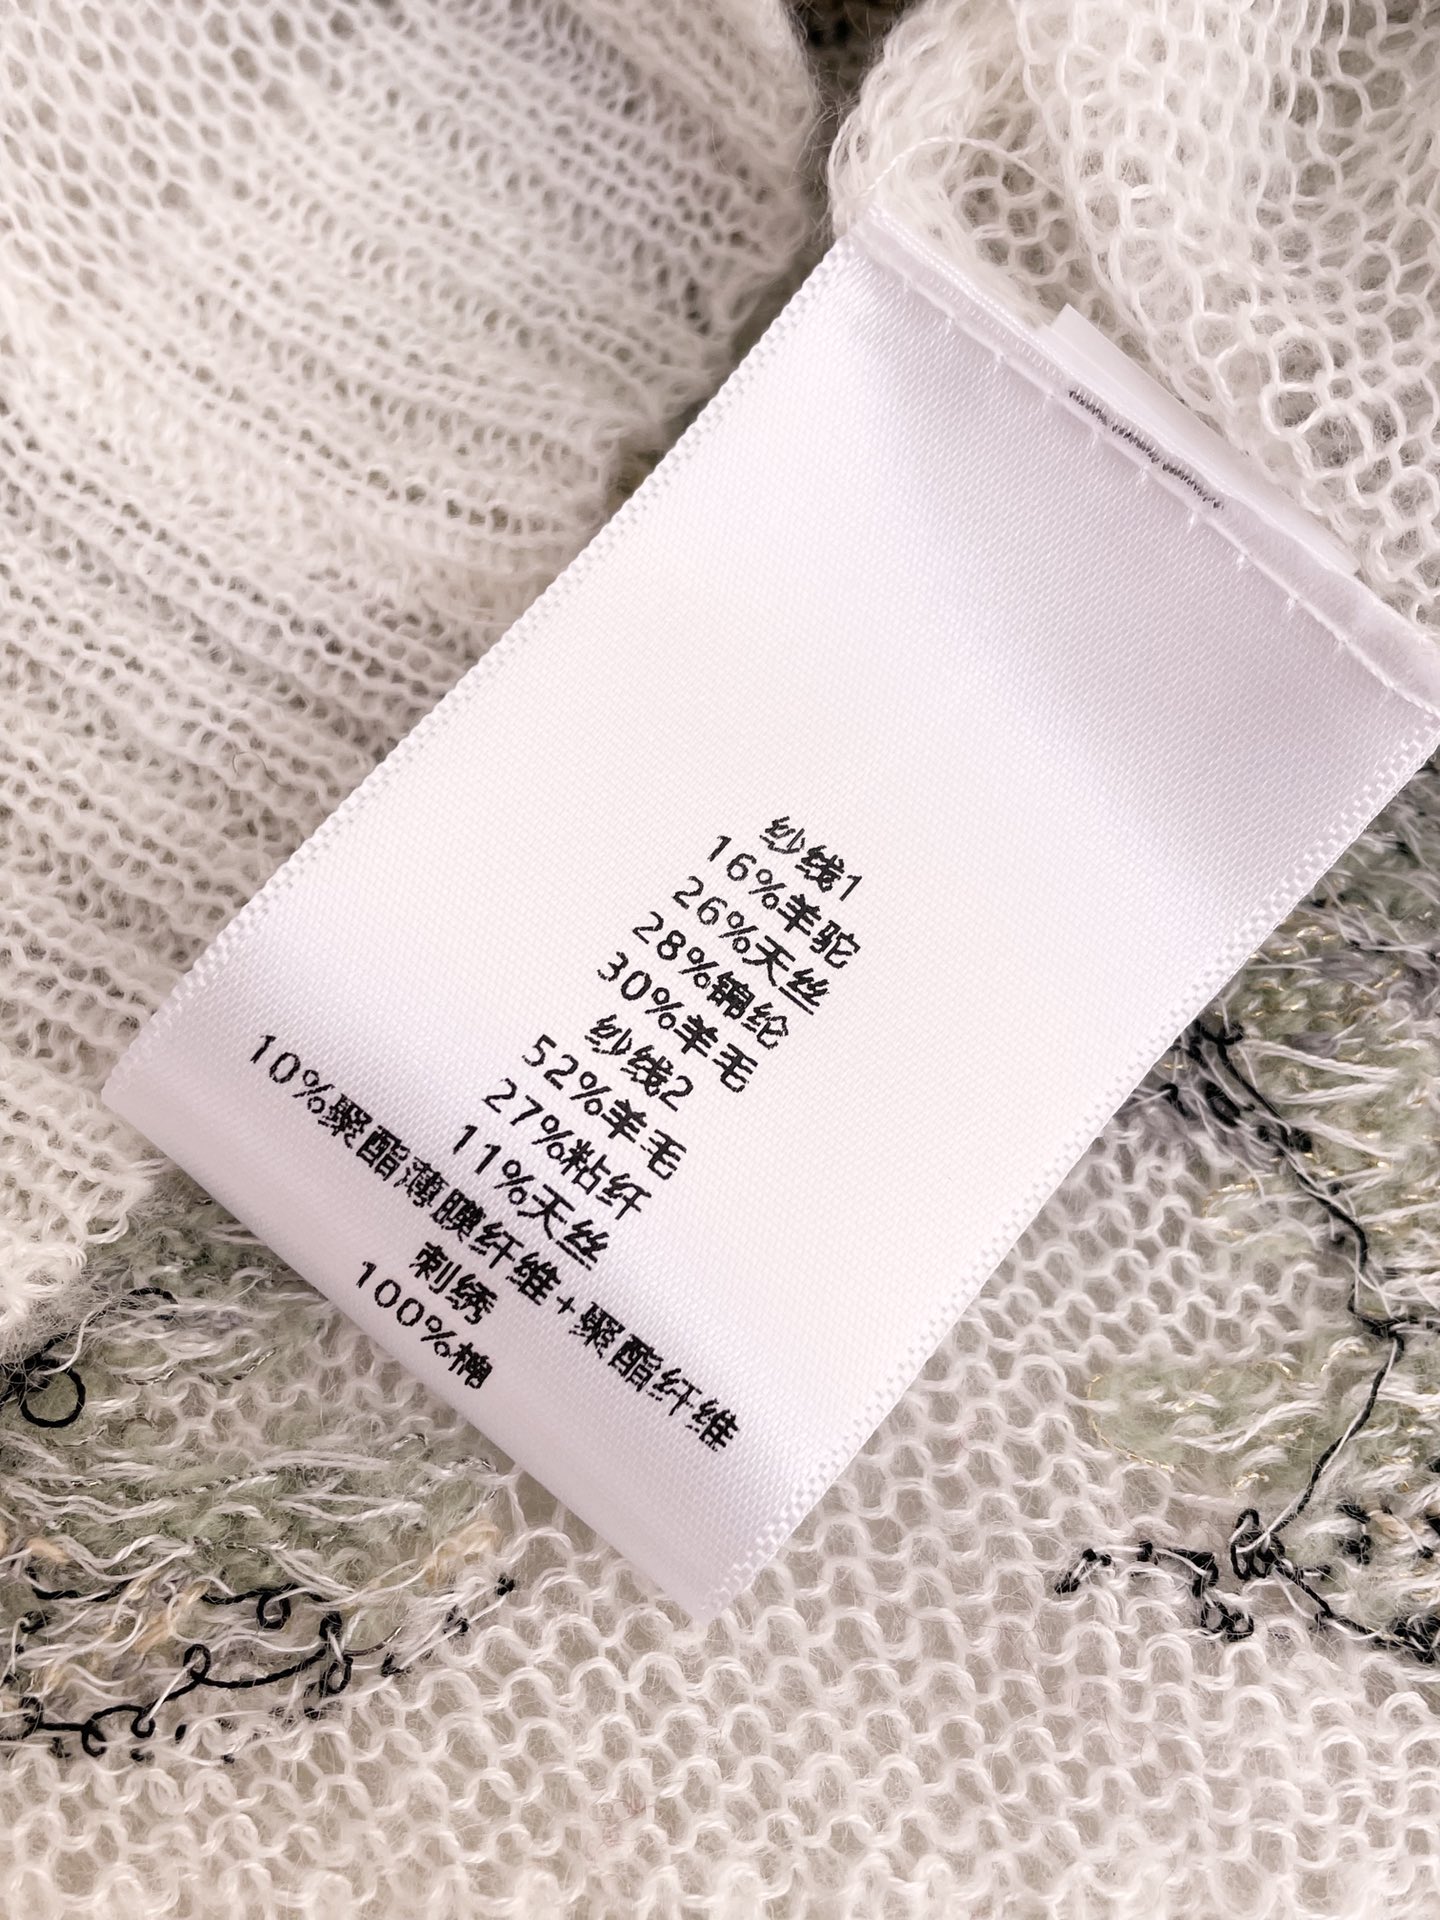 纱线1
16%羊驼
26%天丝
28%锦纶
30%羊毛
纱线2
52%羊毛
27%粘纤
11%天丝
10%聚酯薄膜纤维+聚酯纤维
刺绣
100%棉